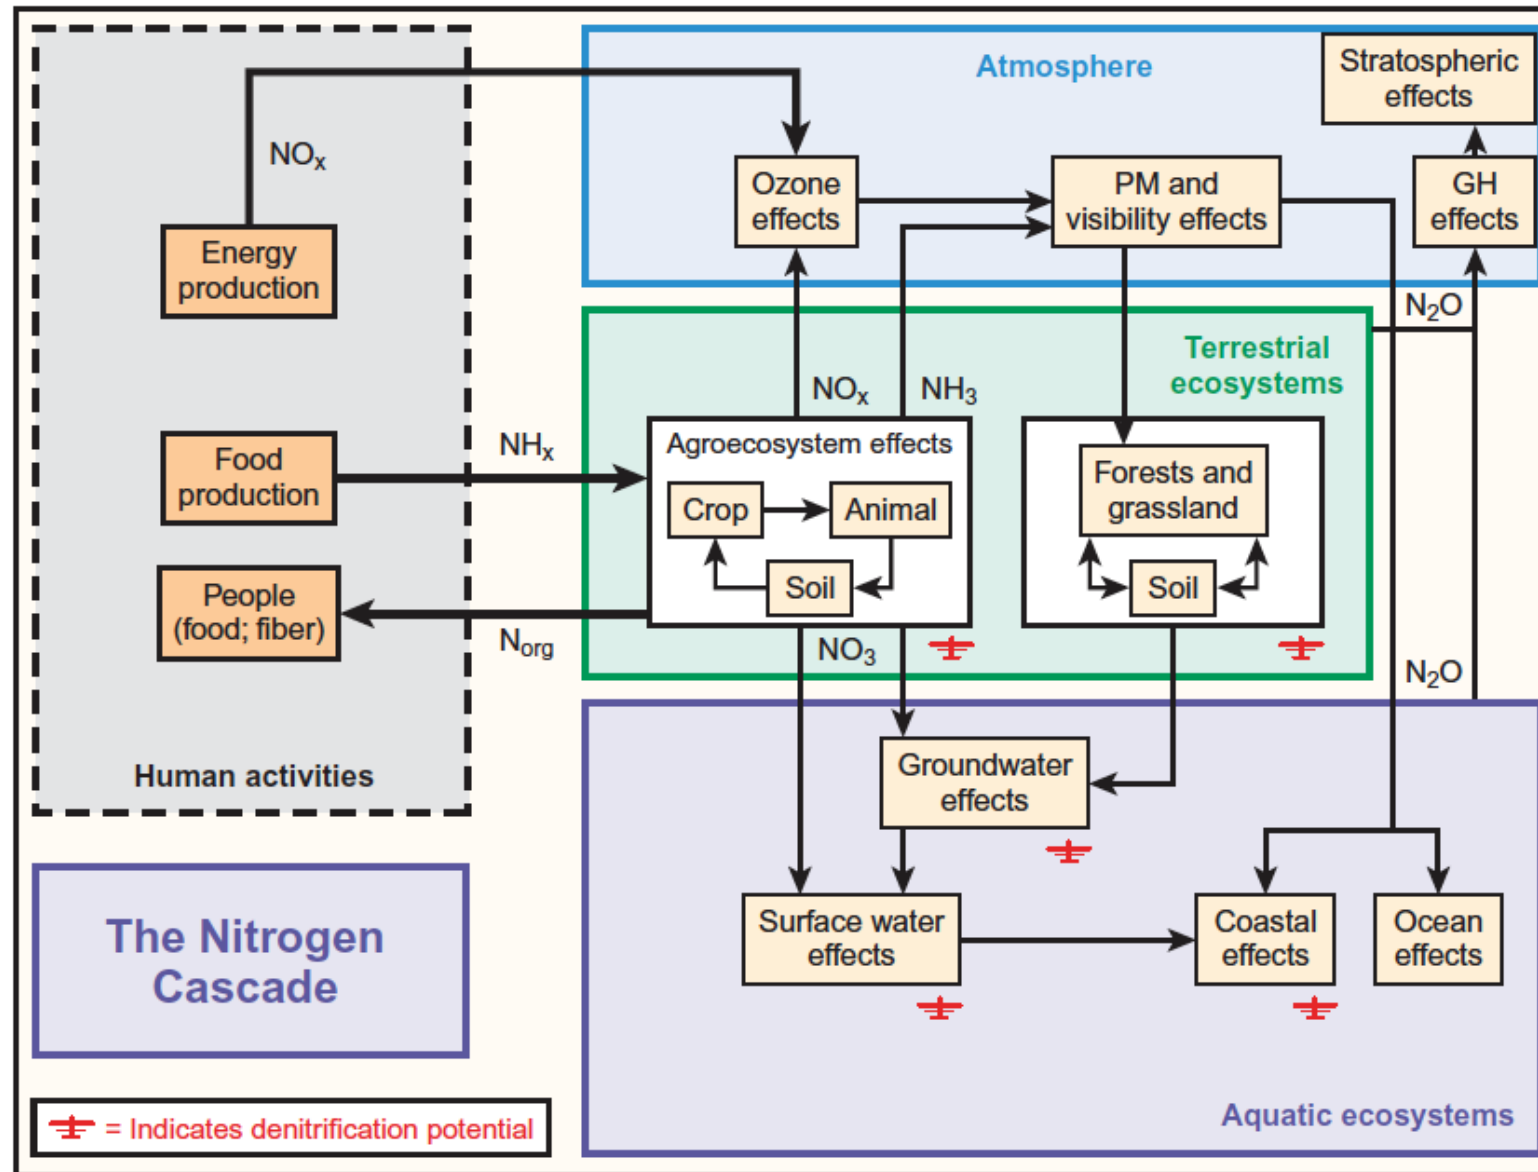 Atmosphere
Stratospheric
effects
NOₓ
Ozone
effects
PM and
visibility effects
GH
effects
Energy
production
N₂O
Terrestrial
ecosystems
NOₓ
NH₃
NHₓ
Food
production
Agroecosystem effects
Crop
Animal
Soil
Forests and
grassland
Soil
People
(food; fiber)
N_org
NO₃
N₂O
Human activities
Groundwater
effects
The Nitrogen
Cascade
Surface water
effects
Coastal
effects
Ocean
effects
= Indicates denitrification potential
Aquatic ecosystems